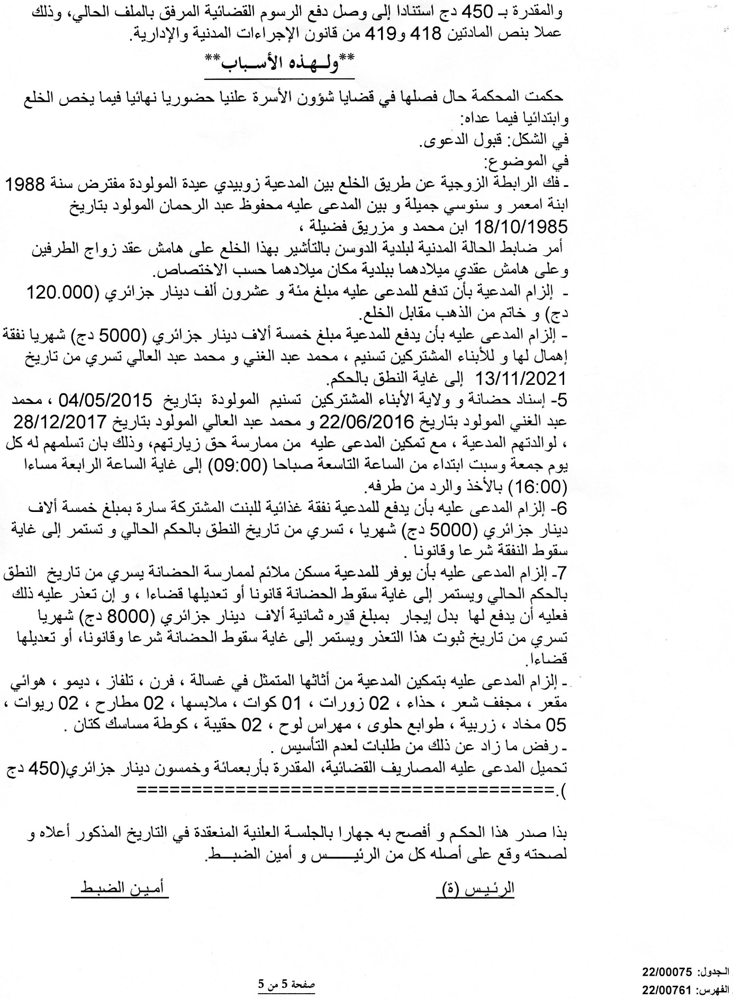 والمقدرة بـ 450 دج استنادا إلى وصل دفع الرسوم القضائية المرفق بالملف الحالي، وذلك
عملا بنص المادتين 418 و419 من قانون الإجراءات المدنية والإدارية.
**ولـهـذه الأسـباب**
حكمت المحكمة حال فصلها في قضايا شؤون الأسرة علنيا حضوريا نهائيا فيما يخص الخلع
وابتدائيا فيما عداه:
في الشكل: قبول الدعوى.
في الموضوع:
ـ فك الرابطة الزوجية عن طريق الخلع بين المدعية زوبيدي عيدة المولودة مفترض سنة 1988
ابنة امعمر و سنوسي جميلة و بين المدعى عليه محفوظ عبد الرحمان المولود بتاريخ
18/10/1985 ابن محمد و مزريق فضيلة ،
أمر ضابط الحالة المدنية لبلدية الدوسن بالتأشير بهذا الخلع على هامش عقد زواج الطرفين
وعلى هامش عقدي ميلادهما ببلدية مكان ميلادهما حسب الاختصاص.
ـ إلزام المدعية بأن تدفع للمدعى عليه مبلغ مئة و عشرون ألف دينار جزائري (120.000
دج) و خاتم من الذهب مقابل الخلع.
- إلزام المدعى عليه بأن يدفع للمدعية مبلغ خمسة ألاف دينار جزائري (5000 دج) شهريا نفقة
إهمال لها و للأبناء المشتركين تسنيم ، محمد عبد الغني و محمد عبد العالي تسري من تاريخ
13/11/2021 إلى غاية النطق بالحكم.
5- إسناد حضانة و ولاية الأبناء المشتركين تسنيم المولودة بتاريخ 04/05/2015 ، محمد
عبد الغني المولود بتاريخ 22/06/2016 و محمد عبد العالي المولود بتاريخ 28/12/2017
، لوالدتهم المدعية ، مع تمكين المدعى عليه من ممارسة حق زيارتهم، وذلك بان تسلمهم له كل
يوم جمعة وسبت ابتداء من الساعة التاسعة صباحا (09:00) إلى غاية الساعة الرابعة مساءا
(16:00) بالأخذ والرد من طرفه.
6- إلزام المدعى عليه بأن يدفع للمدعية نفقة غذائية للبنت المشتركة سارة بمبلغ خمسة ألاف
دينار جزائري (5000 دج) شهريا ، تسري من تاريخ النطق بالحكم الحالي و تستمر إلى غاية
سقوط النفقة شرعا وقانونا .
7ـ إلزام المدعى عليه بأن يوفر للمدعية مسكن ملائم لممارسة الحضانة يسري من تاريخ النطق
بالحكم الحالي ويستمر إلى غاية سقوط الحضانة قانونا أو تعديلها قضاءا ، و إن تعذر عليه ذلك
فعليه أن يدفع لها بدل إيجار بمبلغ قدره ثمانية ألاف دينار جزائري (8000 دج) شهريا
تسري من تاريخ ثبوت هذا التعذر ويستمر إلى غاية سقوط الحضانة شرعا وقانونا، أو تعديلها
قضاءا.
ـ إلزام المدعى عليه بتمكين المدعية من أثاثها المتمثل في غسالة ، فرن ، تلفاز ، ديمو ، هوائي
مقعر ، مجفف شعر ، حذاء ، 02 زورات ، 01 كوات ، ملابسها ، 02 مطارح ، 02 ريوات ،
05 مخاد ، زربية ، طوابع حلوى ، مهراس لوح ، 02 حقيبة ، كوطة مساسك كتان .
ـ رفض ما زاد عن ذلك من طلبات لعدم التأسيس .
تحميل المدعى عليه المصاريف القضائية، المقدرة بأربعمائة وخمسون دينار جزائري(450 دج
).======================================
بذا صدر هذا الحكـم و أفصح به جهارا بالجلسـة العلنية المنعقدة في التاريخ المذكور أعلاه و
لصحته وقع على أصله كل من الرئيــــــس و أمين الضبـــط.
الرئـيـس (ة) أمـيـن الضـبـط
الـجدول: 22/00075
الفهرس: 22/00761
صفحة 5 من 5